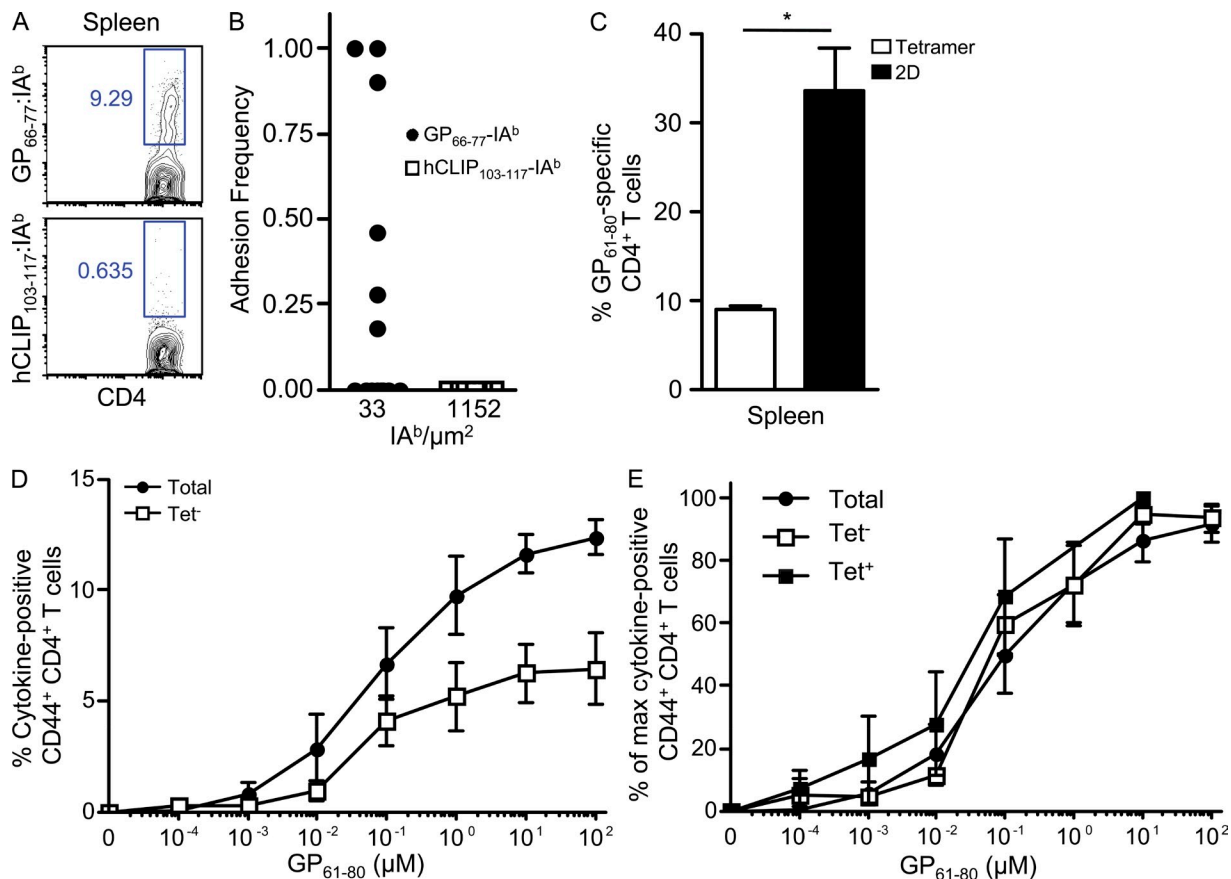 A
Spleen
GP66-77:IAb
9.29
hCLIP103-117:IAb
0.635
CD4
B
Adhesion Frequency
1.00
0.75
0.50
0.25
0.00
GP66-77-IAb
hCLIP103-117-IAb
33
1152
IAb/μm2
C
% GP61-80-specific
CD4+ T cells
40
30
20
10
0
*
Tetramer
2D
Spleen
D
% Cytokine-positive
CD44+ CD4+ T cells
15
10
5
0
Total
Tet-
0 10-4 10-3 10-2 10-1 100 101 102
GP61-80 (μM)
E
% of max cytokine-positive
CD44+ CD4+ T cells
100
80
60
40
20
0
Total
Tet-
Tet+
0 10-4 10-3 10-2 10-1 100 101 102
GP61-80 (μM)